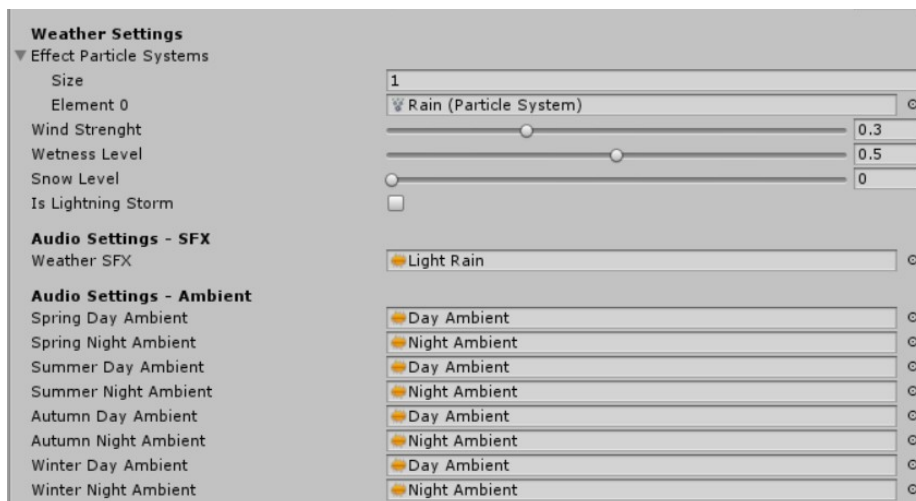 Weather Settings
Effect Particle Systems
Size 1
Element 0 Rain (Particle System)
Wind Strenght 0.3
Wetness Level 0.5
Snow Level 0
Is Lightning Storm
Audio Settings - SFX
Weather SFX Light Rain
Audio Settings - Ambient
Spring Day Ambient Day Ambient
Spring Night Ambient Night Ambient
Summer Day Ambient Day Ambient
Summer Night Ambient Night Ambient
Autumn Day Ambient Day Ambient
Autumn Night Ambient Night Ambient
Winter Day Ambient Day Ambient
Winter Night Ambient Night Ambient